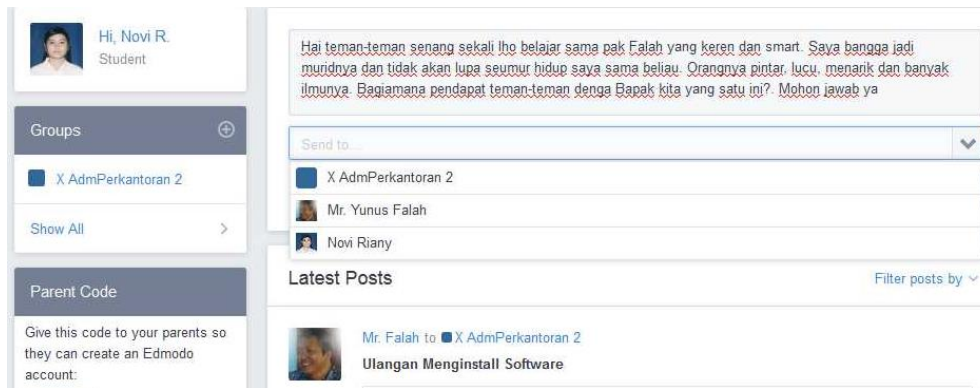 Hi, Novi R.
Student
Groups
X AdmPerkantoran 2
Show All
Parent Code
Give this code to your parents so
they can create an Edmodo
account:
Hai teman-teman senang sekali lho belajar sama pak Falah yang keren dan smart. Saya bangga jadi
muridnya dan tidak akan lupa seumur hidup saya sama beliau. Orangnya pintar, lucu, menarik dan banyak
ilmunya. Bagiamana pendapat teman-teman denga Bapak kita yang satu ini?. Mohon jawab ya
Send to...
X AdmPerkantoran 2
Mr. Yunus Falah
Novi Riany
Latest Posts
Filter posts by
Mr. Falah to X AdmPerkantoran 2
Ulangan Menginstall Software